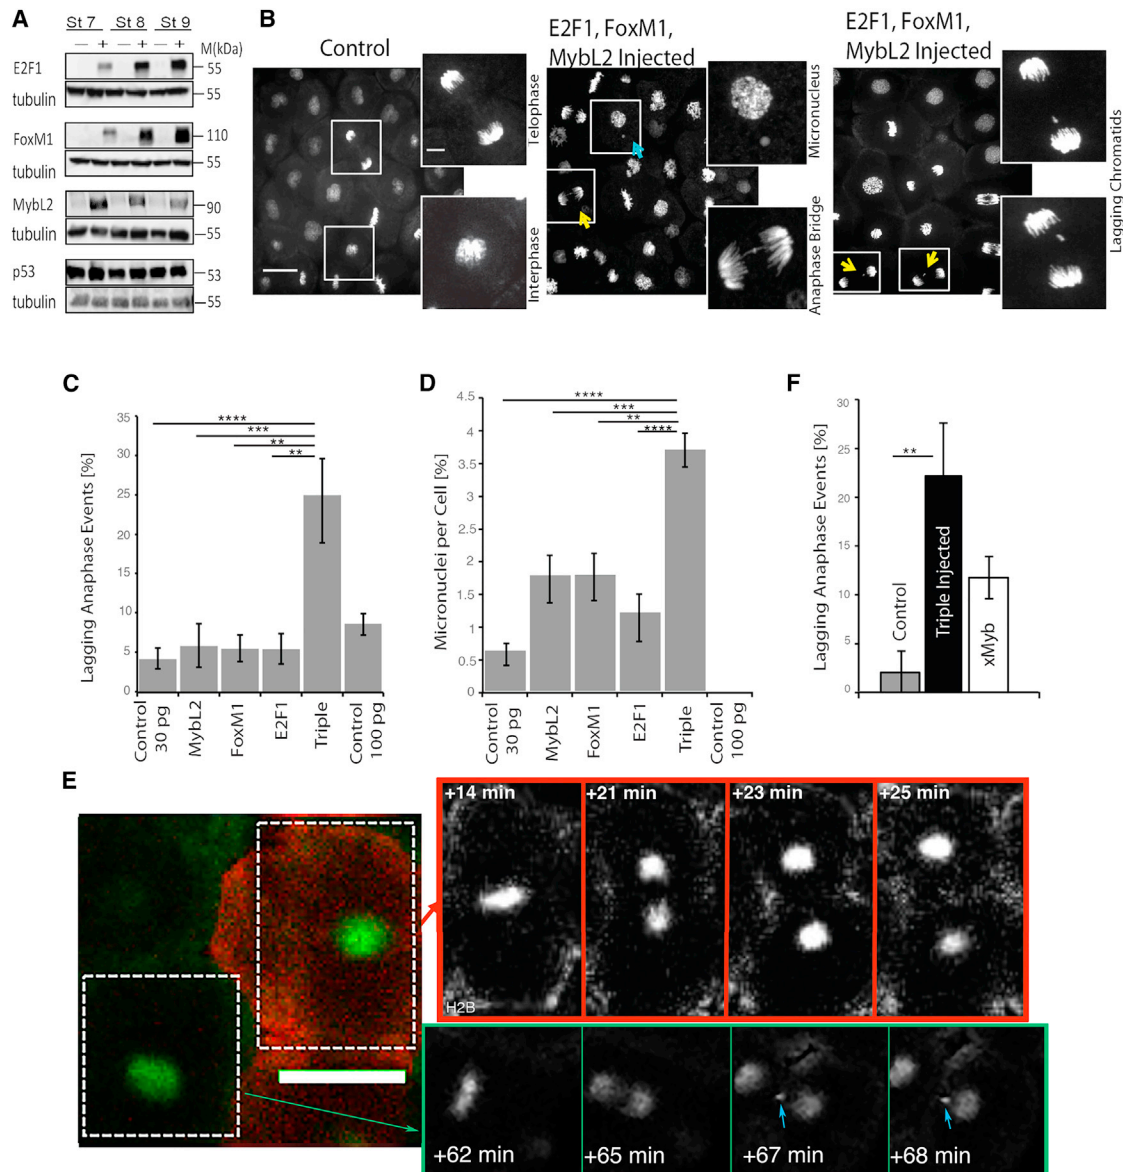 A
St 7 St 8 St 9
— + — + — + M(kDa)
E2F1 55
tubulin 55
FoxM1 110
tubulin 55
MybL2 90
tubulin 55
p53 53
tubulin 55
B
Control
Telophase
Interphase
E2F1, FoxM1,
MybL2 Injected
Micronucleus
Anaphase Bridge
E2F1, FoxM1,
MybL2 Injected
Lagging Chromatids
C
Lagging Anaphase Events [%]
35
30
25
20
15
10
5
0
****
***
**
**
Control
30 pg
MybL2
FoxM1
E2F1
Triple
Control
100 pg
D
Micronuclei per Cell [%]
4.5
4
3.5
3
2.5
2
1.5
1
0.5
0
****
***
**
****
Control
30 pg
MybL2
FoxM1
E2F1
Triple
Control
100 pg
F
Lagging Anaphase Events [%]
30
25
20
15
10
5
0
**
Control
Triple Injected
xMyb
E
+14 min +21 min +23 min +25 min
H2B
+62 min +65 min +67 min +68 min